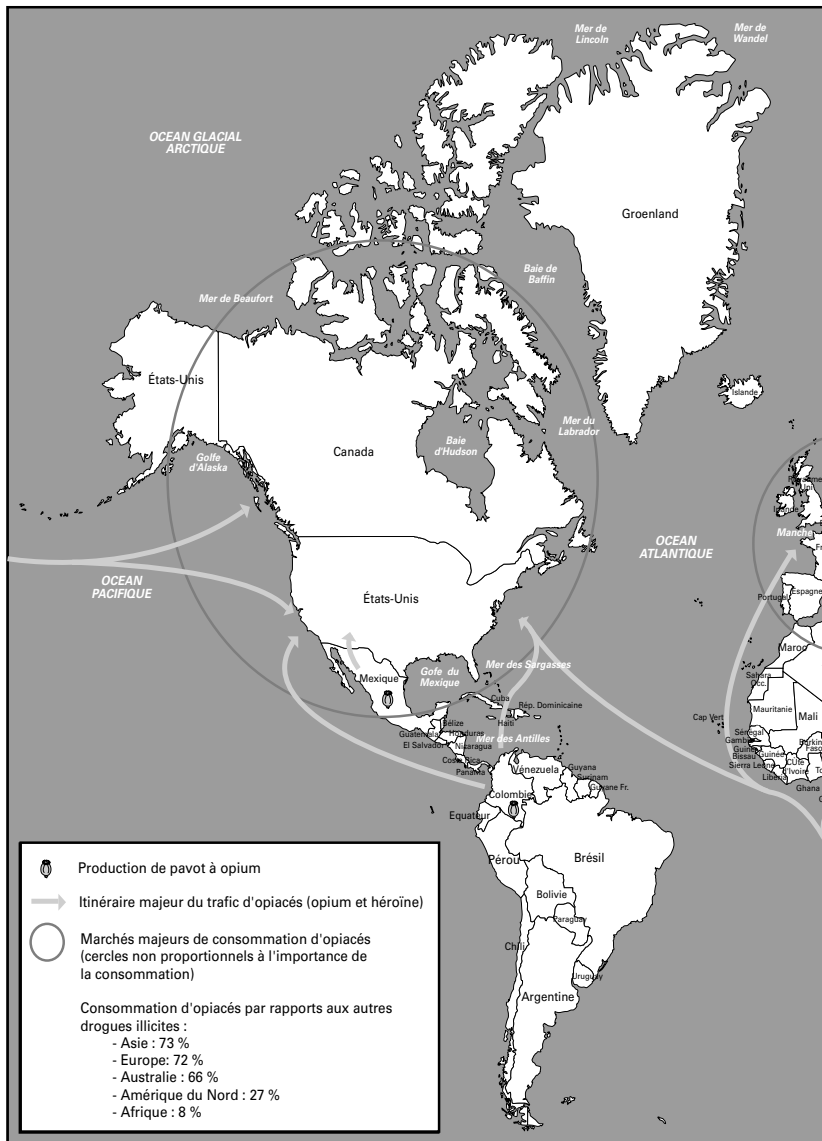 Mer de
Lincoln
Mer de
Wandel
OCEAN GLACIAL
ARCTIQUE
Groenland
Baie de
Baffin
Mer de Beaufort
États-Unis
Islande
Canada
Baie
d'Hudson
Mer du
Labrador
Golfe
d'Alaska
Irlande
Manche
OCEAN
ATLANTIQUE
OCEAN
PACIFIQUE
États-Unis
Portugal
Espagne
Maroc
Mexique
Gofe du
Mexique
Mer des Sargasses
Sahara
Occ.
Cuba
Rép. Dominicaine
Haïti
Mauritanie
Mali
Cap Vert
Bélize
Guatemala
Honduras
Mer des Antilles
El Salvador
Nicaragua
Sénégal
Gambie
Guinée
Bissau
Guinée
Sierra Leone
CÙte
d'Ivoire
Libéria
Ghana
Costa Rica
Panama
Vénezuela
Guyana
Surinam
Guyane Fr.
Colombie
Equateur
Pérou
Brésil
Bolivie
Paraguay
Chili
Uruguay
Argentine
Production de pavot à opium
Itinéraire majeur du trafic d'opiacés (opium et héroïne)
Marchés majeurs de consommation d'opiacés
(cercles non proportionnels à l'importance de
la consommation)
Consommation d'opiacés par rapports aux autres
drogues illicites :
- Asie : 73 %
- Europe: 72 %
- Australie : 66 %
- Amérique du Nord : 27 %
- Afrique : 8 %